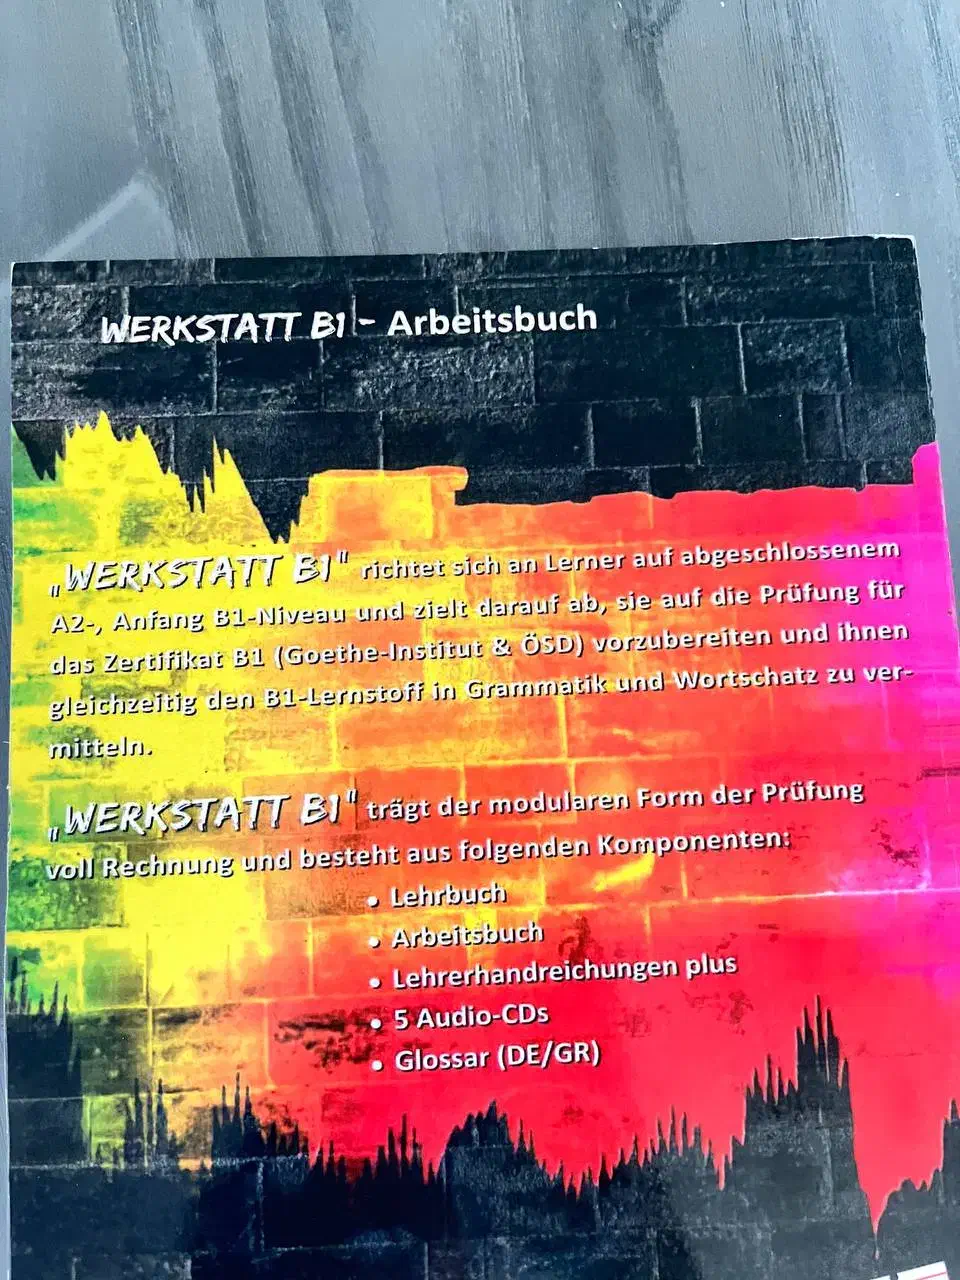 WERKSTATT B1 - Arbeitsbuch
„WERKSTATT B1" richtet sich an Lerner auf abgeschlossenem
A2-, Anfang B1-Niveau und zielt darauf ab, sie auf die Prüfung für
das Zertifikat B1 (Goethe-Institut & ÖSD) vorzubereiten und ihnen
gleichzeitig den B1-Lernstoff in Grammatik und Wortschatz zu ver-
mitteln.
„WERKSTATT B1" trägt der modularen Form der Prüfung
voll Rechnung und besteht aus folgenden Komponenten:
• Lehrbuch
• Arbeitsbuch
• Lehrerhandreichungen plus
• 5 Audio-CDs
• Glossar (DE/GR)